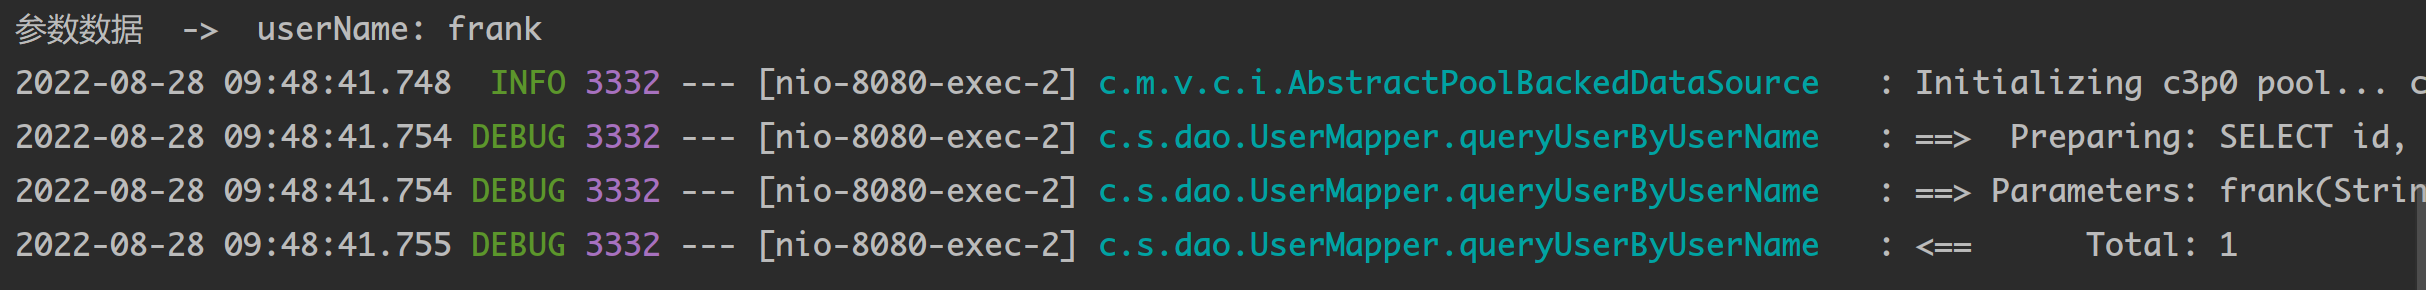 参数数据  ->  userName: frank
2022-08-28 09:48:41.748  INFO 3332 --- [nio-8080-exec-2] c.m.v.c.i.AbstractPoolBackedDataSource   : Initializing c3p0 pool... c
2022-08-28 09:48:41.754 DEBUG 3332 --- [nio-8080-exec-2] c.s.dao.UserMapper.queryUserByUserName   : ==>  Preparing: SELECT id,
2022-08-28 09:48:41.754 DEBUG 3332 --- [nio-8080-exec-2] c.s.dao.UserMapper.queryUserByUserName   : ==> Parameters: frank(Strin
2022-08-28 09:48:41.755 DEBUG 3332 --- [nio-8080-exec-2] c.s.dao.UserMapper.queryUserByUserName   : <==      Total: 1